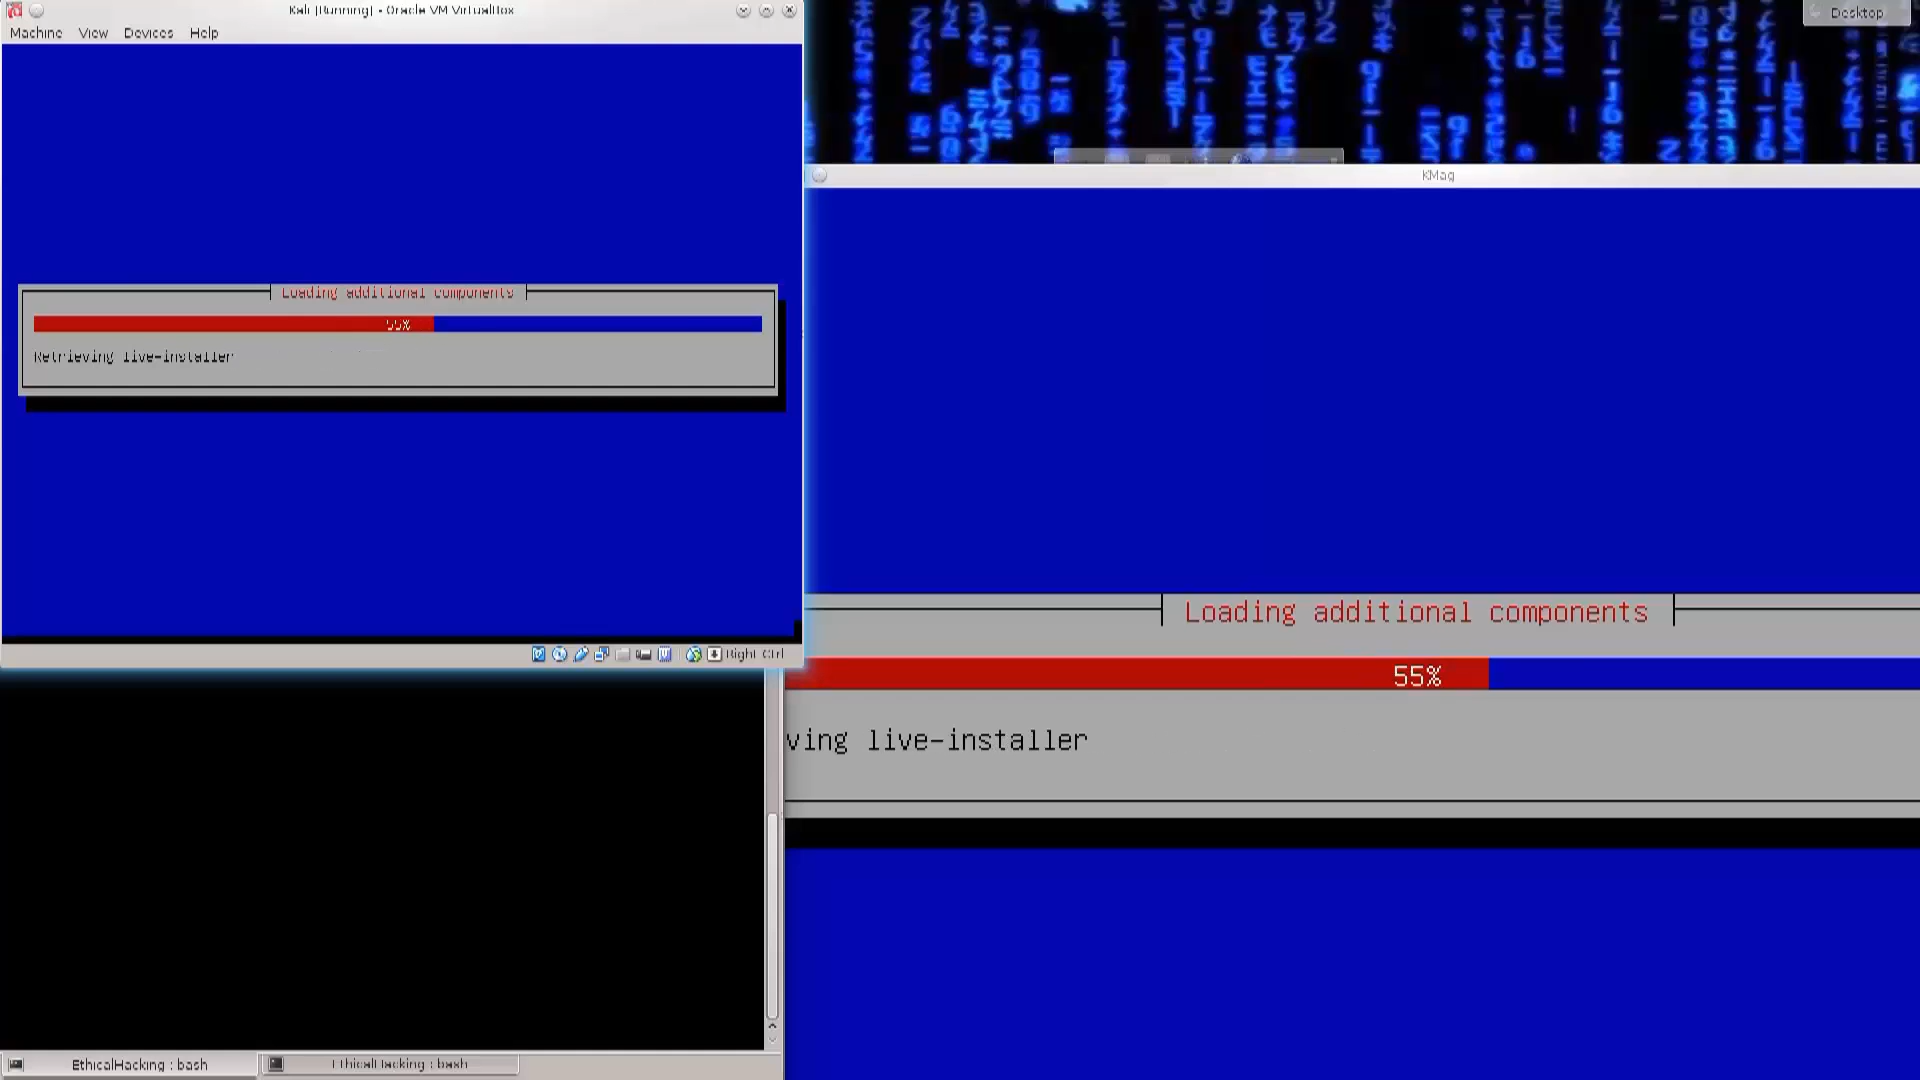 Kali [Running] - Oracle VM VirtualBox
Machine View Devices Help
Loading additional components
55%
Retrieving live-installer
Right Ctrl
Desktop
KMag
Loading additional components
55%
ving live-installer
EthicalHacking : bash
EthicalHacking : bash